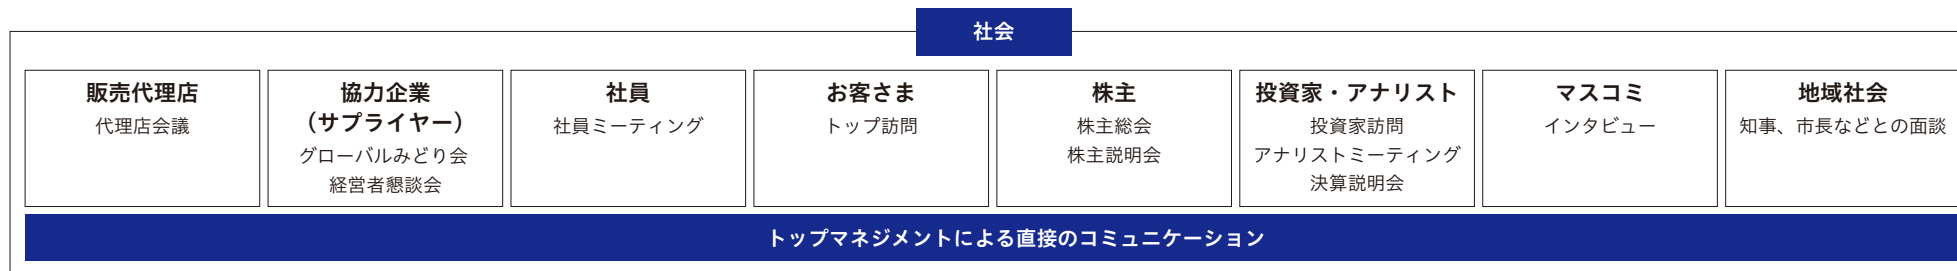 社会
販売代理店
代理店会議
協力企業
（サプライヤー）
グローバルみどり会
経営者懇談会
社員
社員ミーティング
お客さま
トップ訪問
株主
株主総会
株主説明会
投資家・アナリスト
投資家訪問
アナリストミーティング
決算説明会
マスコミ
インタビュー
地域社会
知事、市長などとの面談
トップマネジメントによる直接のコミュニケーション